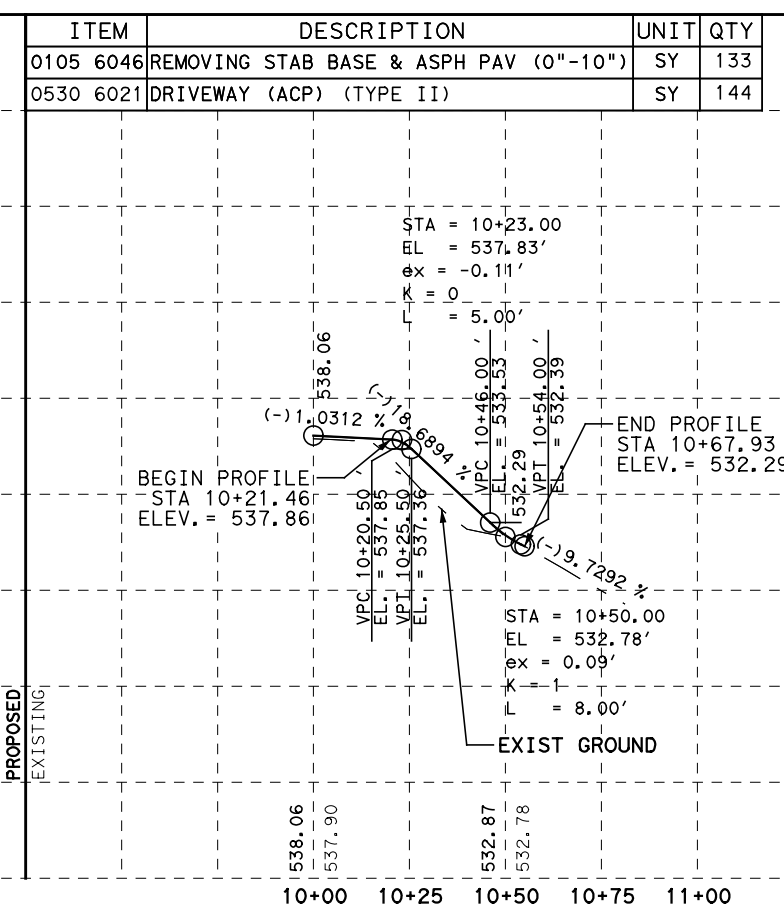 ITEM DESCRIPTION UNIT QTY
0105 6046 REMOVING STAB BASE & ASPH PAV (0"-10") SY 133
0530 6021 DRIVEWAY (ACP) (TYPE II) SY 144
STA = 10+23.00
EL = 537.83'
ex = -0.11'
K = 0
L = 5.00'
538.06
(-)1.0312 %
(-)18.6894 %
VPC 10+46.00 '
EL. = 533.53
532.29
VPT 10+54.00 '
EL. = 532.39
END PROFILE
STA 10+67.93
ELEV.= 532.29
BEGIN PROFILE
STA 10+21.46
ELEV.= 537.86
VPC 10+20.50 '
EL. = 537.85
VPT 10+25.50 '
EL. = 537.36
(-)9.7292 %
STA = 10+50.00
EL = 532.78'
ex = 0.09'
K = 1
L = 8.00'
EXIST GROUND
PROPOSED
EXISTING
538.06
537.90
532.87
532.78
10+00 10+25 10+50 10+75 11+00